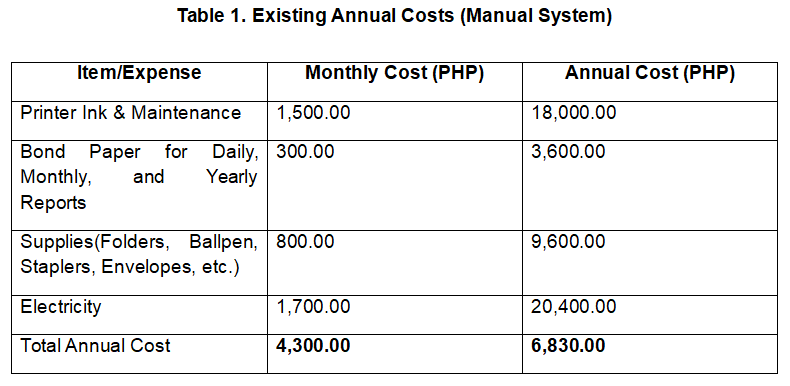 Table 1. Existing Annual Costs (Manual System)
Item/Expense Monthly Cost (PHP) Annual Cost (PHP)
Printer Ink & Maintenance 1,500.00 18,000.00
Bond Paper for Daily, 300.00 3,600.00
Monthly, and Yearly
Reports
Supplies(Folders, Ballpen, 800.00 9,600.00
Staplers, Envelopes, etc.)
Electricity 1,700.00 20,400.00
Total Annual Cost 4,300.00 6,830.00